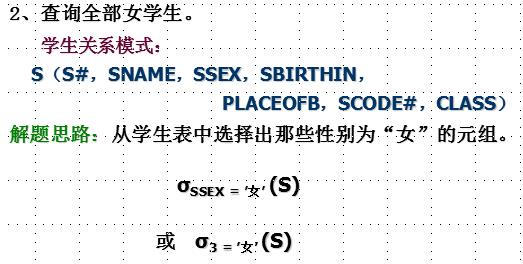 2、查询全部女学生。
学生关系模式：
S（S#，SNAME，SSEX，SBIRTHIN，
PLACEOFB，SCODE#，CLASS）
解题思路：从学生表中选择出那些性别为“女”的元组。
σSSEX = ′女′(S)
或 σ3 = ′女′(S)